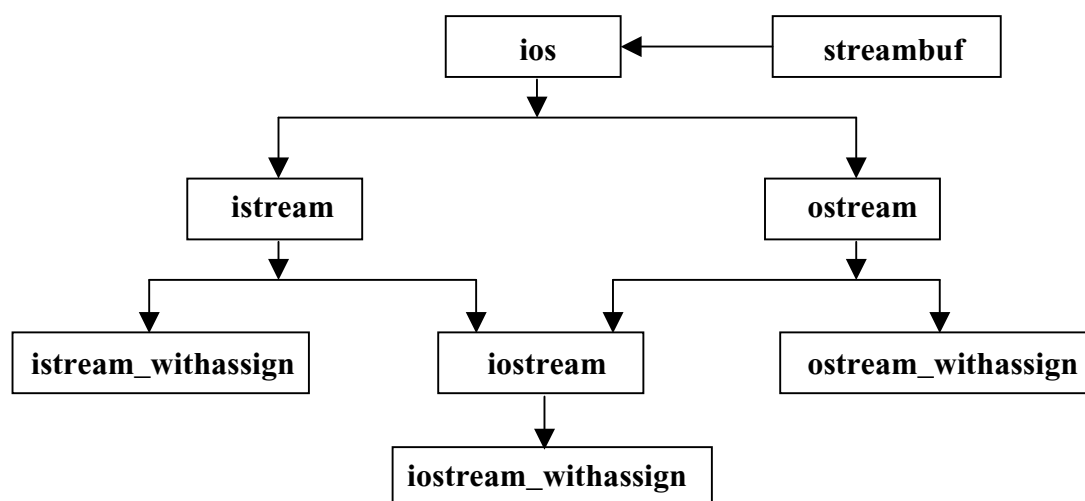 ios
streambuf
istream
ostream
istream_withassign
iostream
ostream_withassign
iostream_withassign